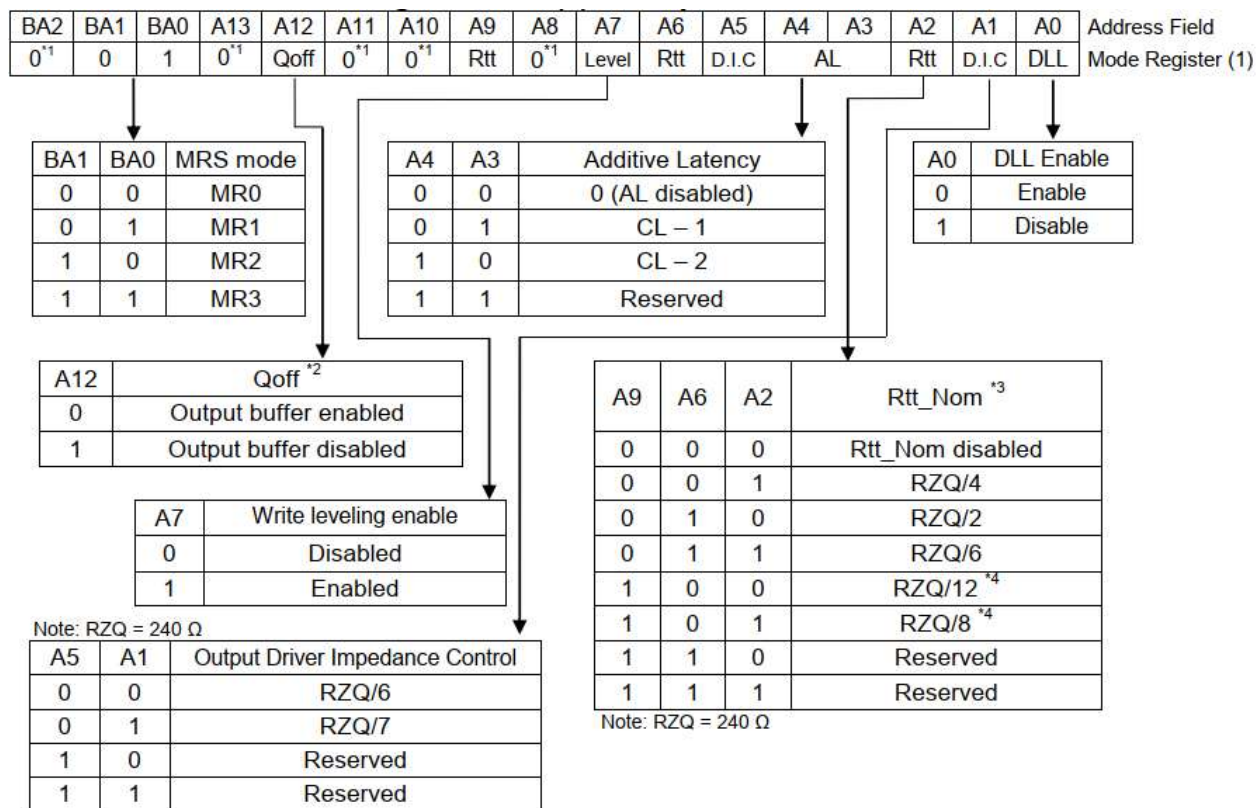 BA2 BA1 BA0 A13 A12 A11 A10 A9 A8 A7 A6 A5 A4 A3 A2 A1 A0 Address Field
0*1 0 1 0*1 Qoff 0*1 0*1 Rtt 0*1 Level Rtt D.I.C AL Rtt D.I.C DLL Mode Register (1)
BA1 BA0 MRS mode
0 0 MR0
0 1 MR1
1 0 MR2
1 1 MR3
A4 A3 Additive Latency
0 0 0 (AL disabled)
0 1 CL – 1
1 0 CL – 2
1 1 Reserved
A0 DLL Enable
0 Enable
1 Disable
A12 Qoff *2
0 Output buffer enabled
1 Output buffer disabled
A7 Write leveling enable
0 Disabled
1 Enabled
Note: RZQ = 240 Ω
A5 A1 Output Driver Impedance Control
0 0 RZQ/6
0 1 RZQ/7
1 0 Reserved
1 1 Reserved
A9 A6 A2 Rtt_Nom *3
0 0 0 Rtt_Nom disabled
0 0 1 RZQ/4
0 1 0 RZQ/2
0 1 1 RZQ/6
1 0 0 RZQ/12 *4
1 0 1 RZQ/8 *4
1 1 0 Reserved
1 1 1 Reserved
Note: RZQ = 240 Ω